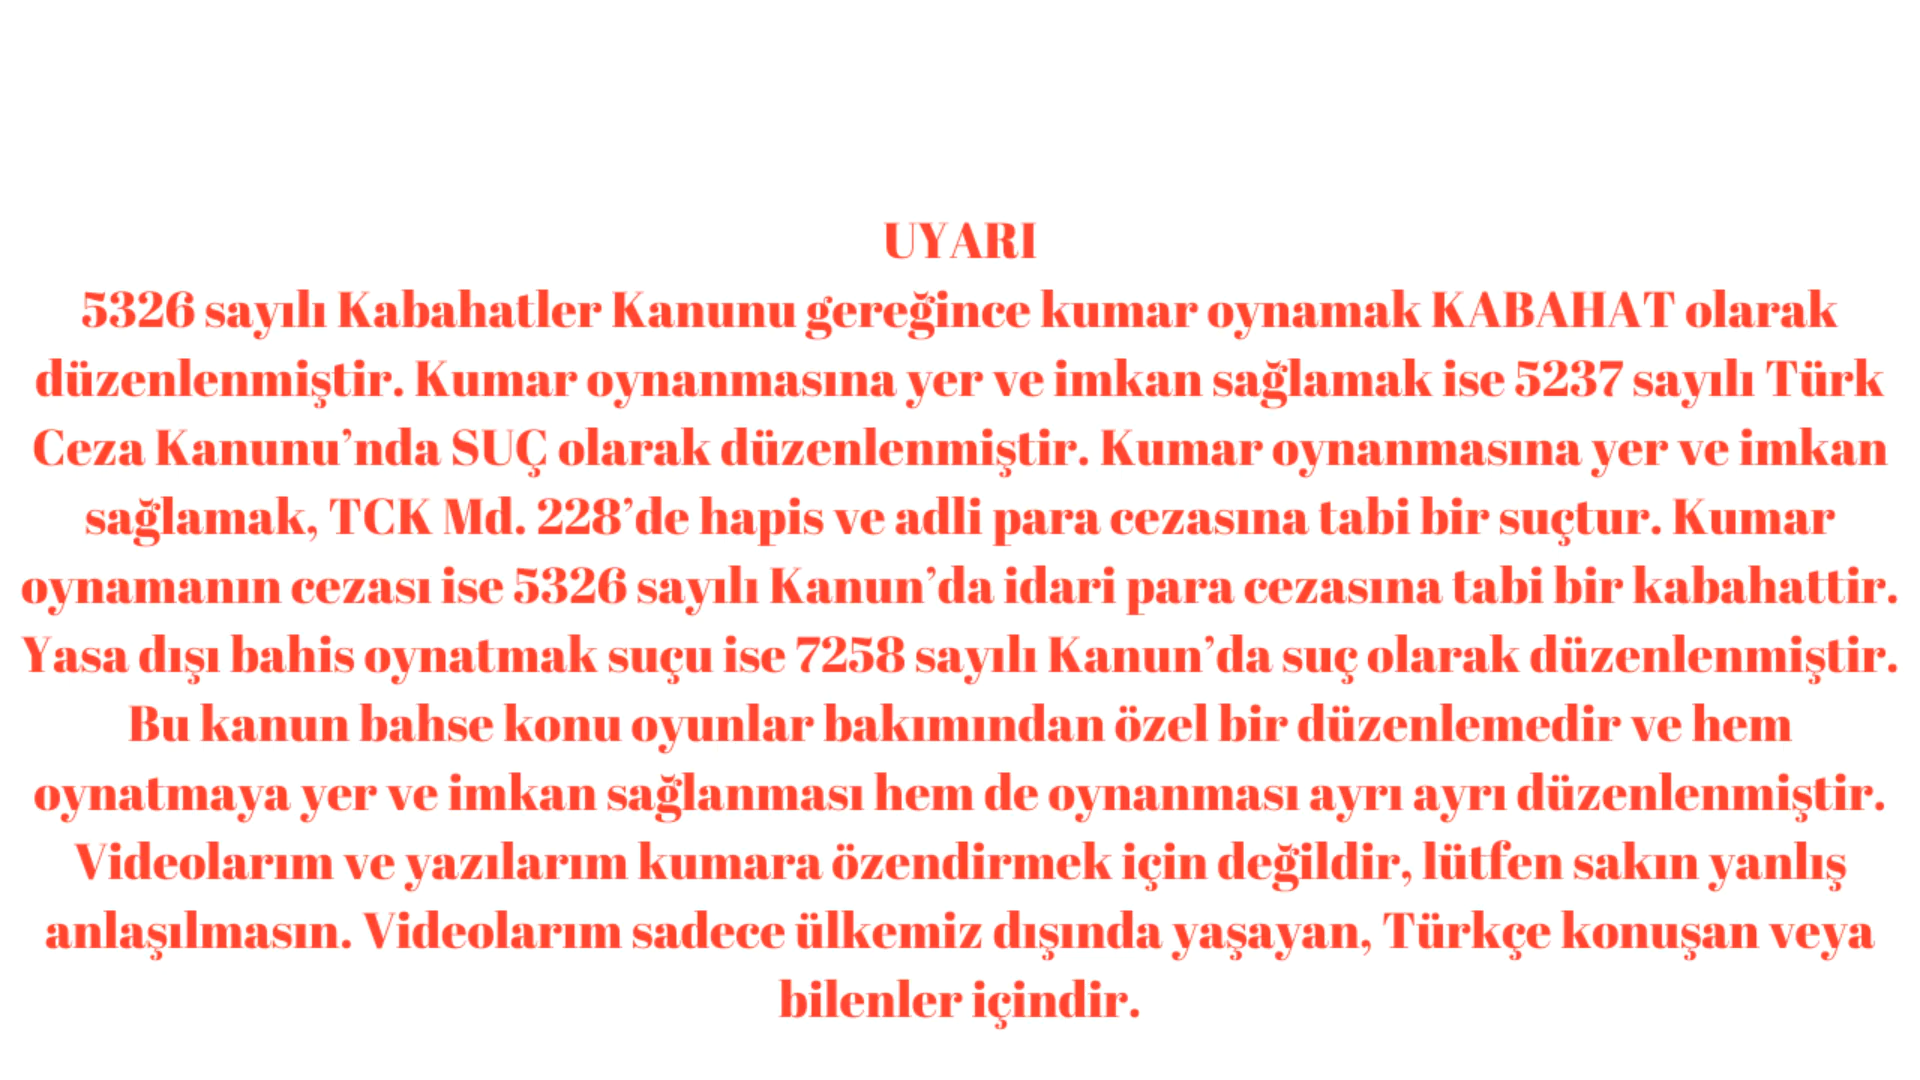 UYARI
5326 sayılı Kabahatler Kanunu gereğince kumar oynamak KABAHAT olarak
düzenlenmiştir. Kumar oynanmasına yer ve imkan sağlamak ise 5237 sayılı Türk
Ceza Kanunu’nda SUÇ olarak düzenlenmiştir. Kumar oynanmasına yer ve imkan
sağlamak, TCK Md. 228’de hapis ve adli para cezasına tabi bir suçtur. Kumar
oynamanın cezası ise 5326 sayılı Kanun’da idari para cezasına tabi bir kabahattir.
Yasa dışı bahis oynatmak suçu ise 7258 sayılı Kanun’da suç olarak düzenlenmiştir.
Bu kanun bahse konu oyunlar bakımından özel bir düzenlemedir ve hem
oynatmaya yer ve imkan sağlanması hem de oynanması ayrı ayrı düzenlenmiştir.
Videolarım ve yazılarım kumara özendirmek için değildir, lütfen sakın yanlış
anlaşılmasın. Videolarım sadece ülkemiz dışında yaşayan, Türkçe konuşan veya
bilenler içindir.